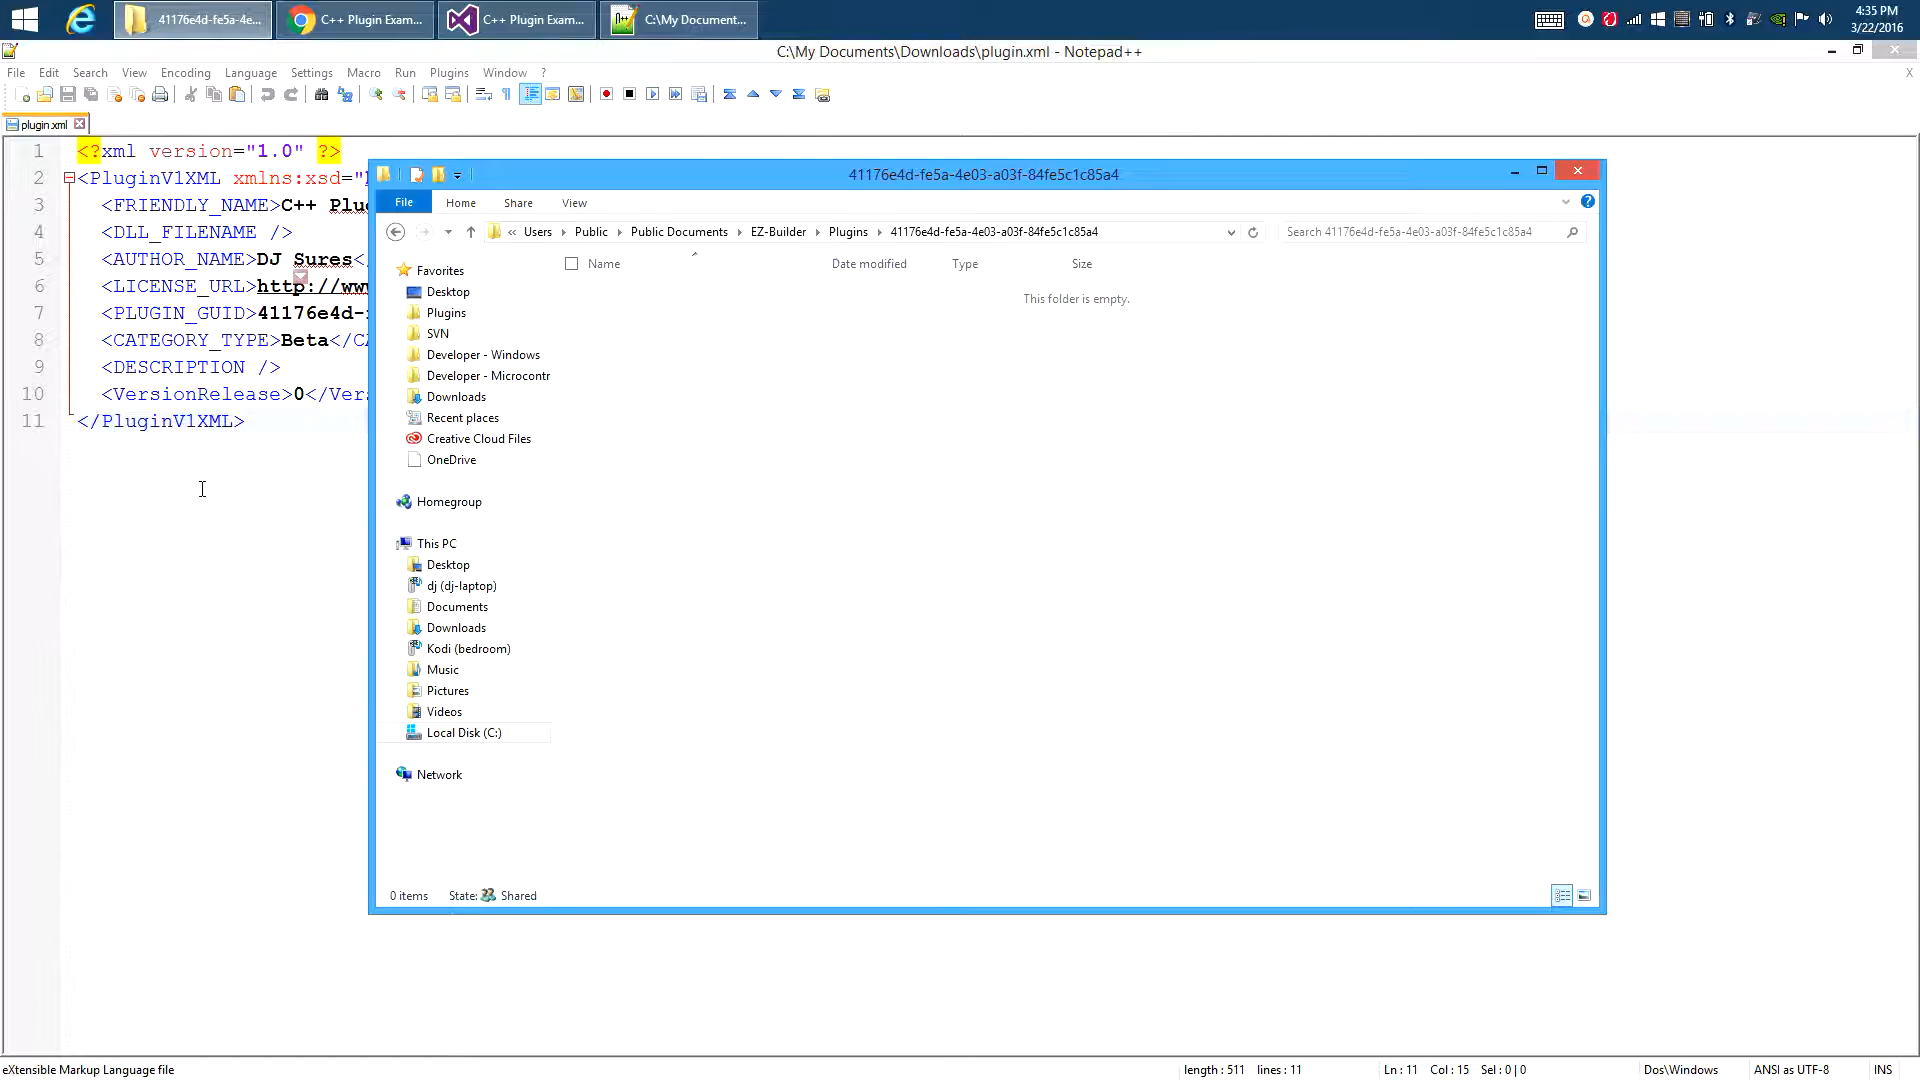 41176e4d-fe5a-4e...
C++ Plugin Exam...
C++ Plugin Exam...
C:\My Document...
4:35 PM
3/22/2016
C:\My Documents\Downloads\plugin.xml - Notepad++
File Edit Search View Encoding Language Settings Macro Run Plugins Window ?
X
plugin.xml
1 <?xml version="1.0" ?>
2 <PluginV1XML xmlns:xsd="
3 <FRIENDLY_NAME>C++ Plu
4 <DLL_FILENAME />
5 <AUTHOR_NAME>DJ Sures<
6 <LICENSE_URL>http://ww
7 <PLUGIN_GUID>41176e4d-
8 <CATEGORY_TYPE>Beta</CA
9 <DESCRIPTION />
10 <VersionRelease>0</Vers
11 </PluginV1XML>
41176e4d-fe5a-4e03-a03f-84fe5c1c85a4
File Home Share View
« Users Public Public Documents EZ-Builder Plugins 41176e4d-fe5a-4e03-a03f-84fe5c1c85a4
Search 41176e4d-fe5a-4e03-a03f-84fe5c1c85a4
Name Date modified Type Size
This folder is empty.
Favorites
Desktop
Plugins
SVN
Developer - Windows
Developer - Microcontr
Downloads
Recent places
Creative Cloud Files
OneDrive
Homegroup
This PC
Desktop
dj (dj-laptop)
Documents
Downloads
Kodi (bedroom)
Music
Pictures
Videos
Local Disk (C:)
Network
0 items State: Shared
eXtensible Markup Language file
length : 511 lines : 11
Ln : 11 Col : 15 Sel : 0 | 0
Dos\Windows
ANSI as UTF-8
INS